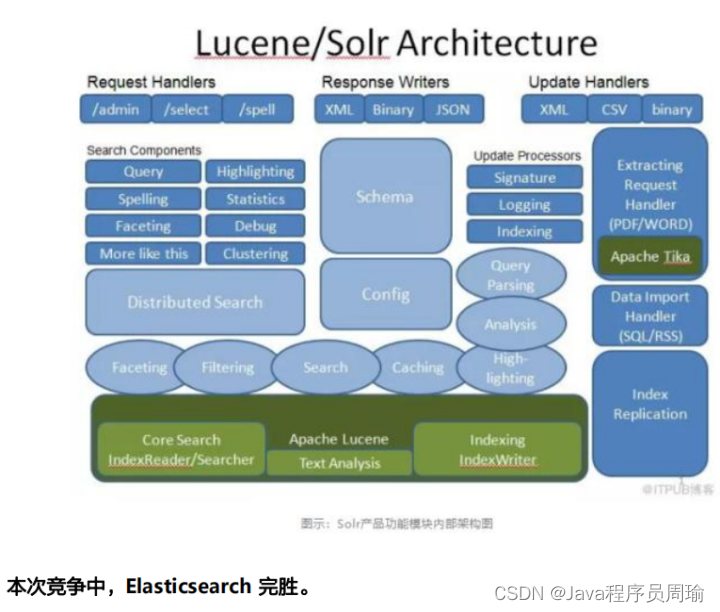 Lucene/Solr Architecture
Request Handlers
/admin
/select
/spell
Response Writers
XML
Binary
JSON
Update Handlers
XML
CSV
binary
Search Components
Query
Highlighting
Spelling
Statistics
Faceting
Debug
More like this
Clustering
Distributed Search
Schema
Config
Update Processors
Signature
Logging
Indexing
Query
Parsing
Analysis
High-
lighting
Extracting
Request
Handler
(PDF/WORD)
Apache Tika
Data Import
Handler
(SQL/RSS)
Index
Replication
Faceting
Filtering
Search
Caching
Core Search
IndexReader/Searcher
Apache Lucene
Text Analysis
Indexing
IndexWriter
@ITPUB博客
图示：Solr产品功能模块内部架构图
本次竞争中，Elasticsearch 完胜。
CSDN @Java程序员周瑜